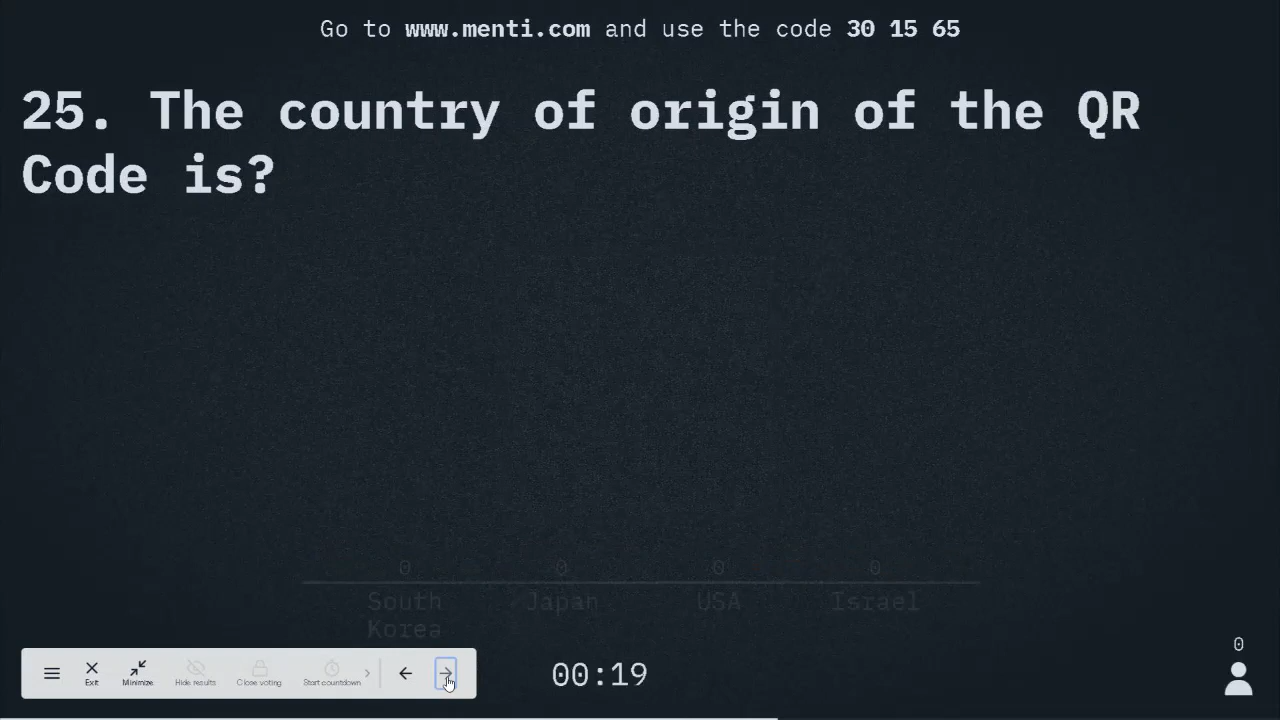 Go to www.menti.com and use the code 30 15 65
25. The country of origin of the QR
Code is?
0 0 0 0
South Japan USA Israel
Korea
Exit Minimize Hide results Close voting Start countdown
00:19
0